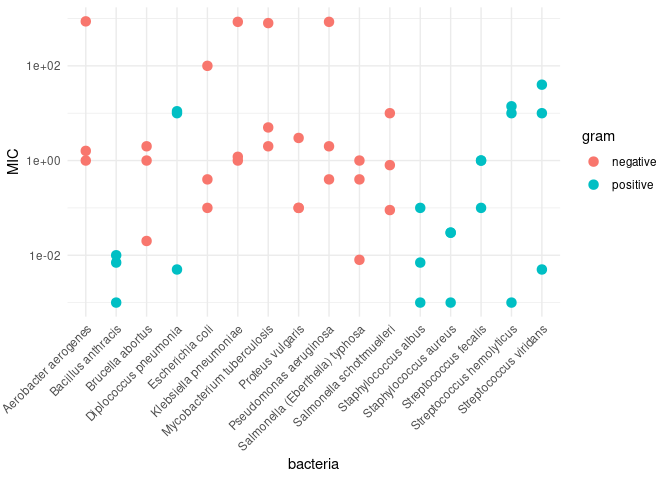 MIC
1e+02
1e+00
1e-02
gram
negative
positive
Aerobacter aerogenes
Bacillus anthracis
Brucella abortus
Diplococcus pneumonia
Escherichia coli
Klebsiella pneumoniae
Mycobacterium tuberculosis
Proteus vulgaris
Pseudomonas aeruginosa
Salmonella (Eberthella) typhosa
Salmonella schottmuelleri
Staphylococcus albus
Staphylococcus aureus
Streptococcus fecalis
Streptococcus hemolyticus
Streptococcus viridans
bacteria